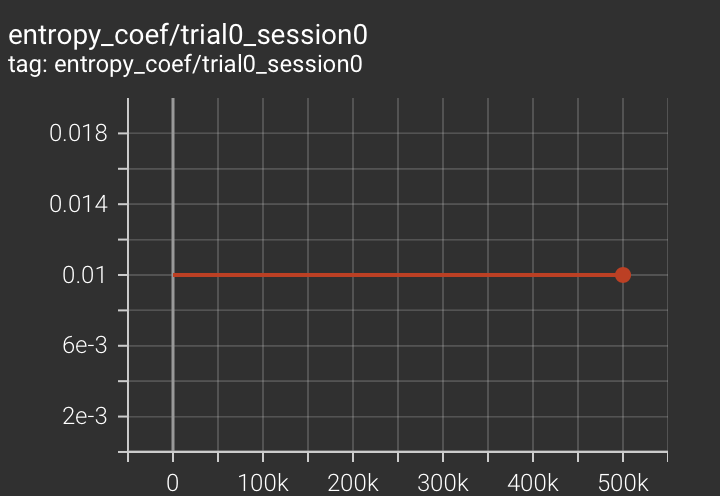 entropy_coef/trial0_session0
tag: entropy_coef/trial0_session0
0.018
0.014
0.01
6e-3
2e-3
0 100k 200k 300k 400k 500k